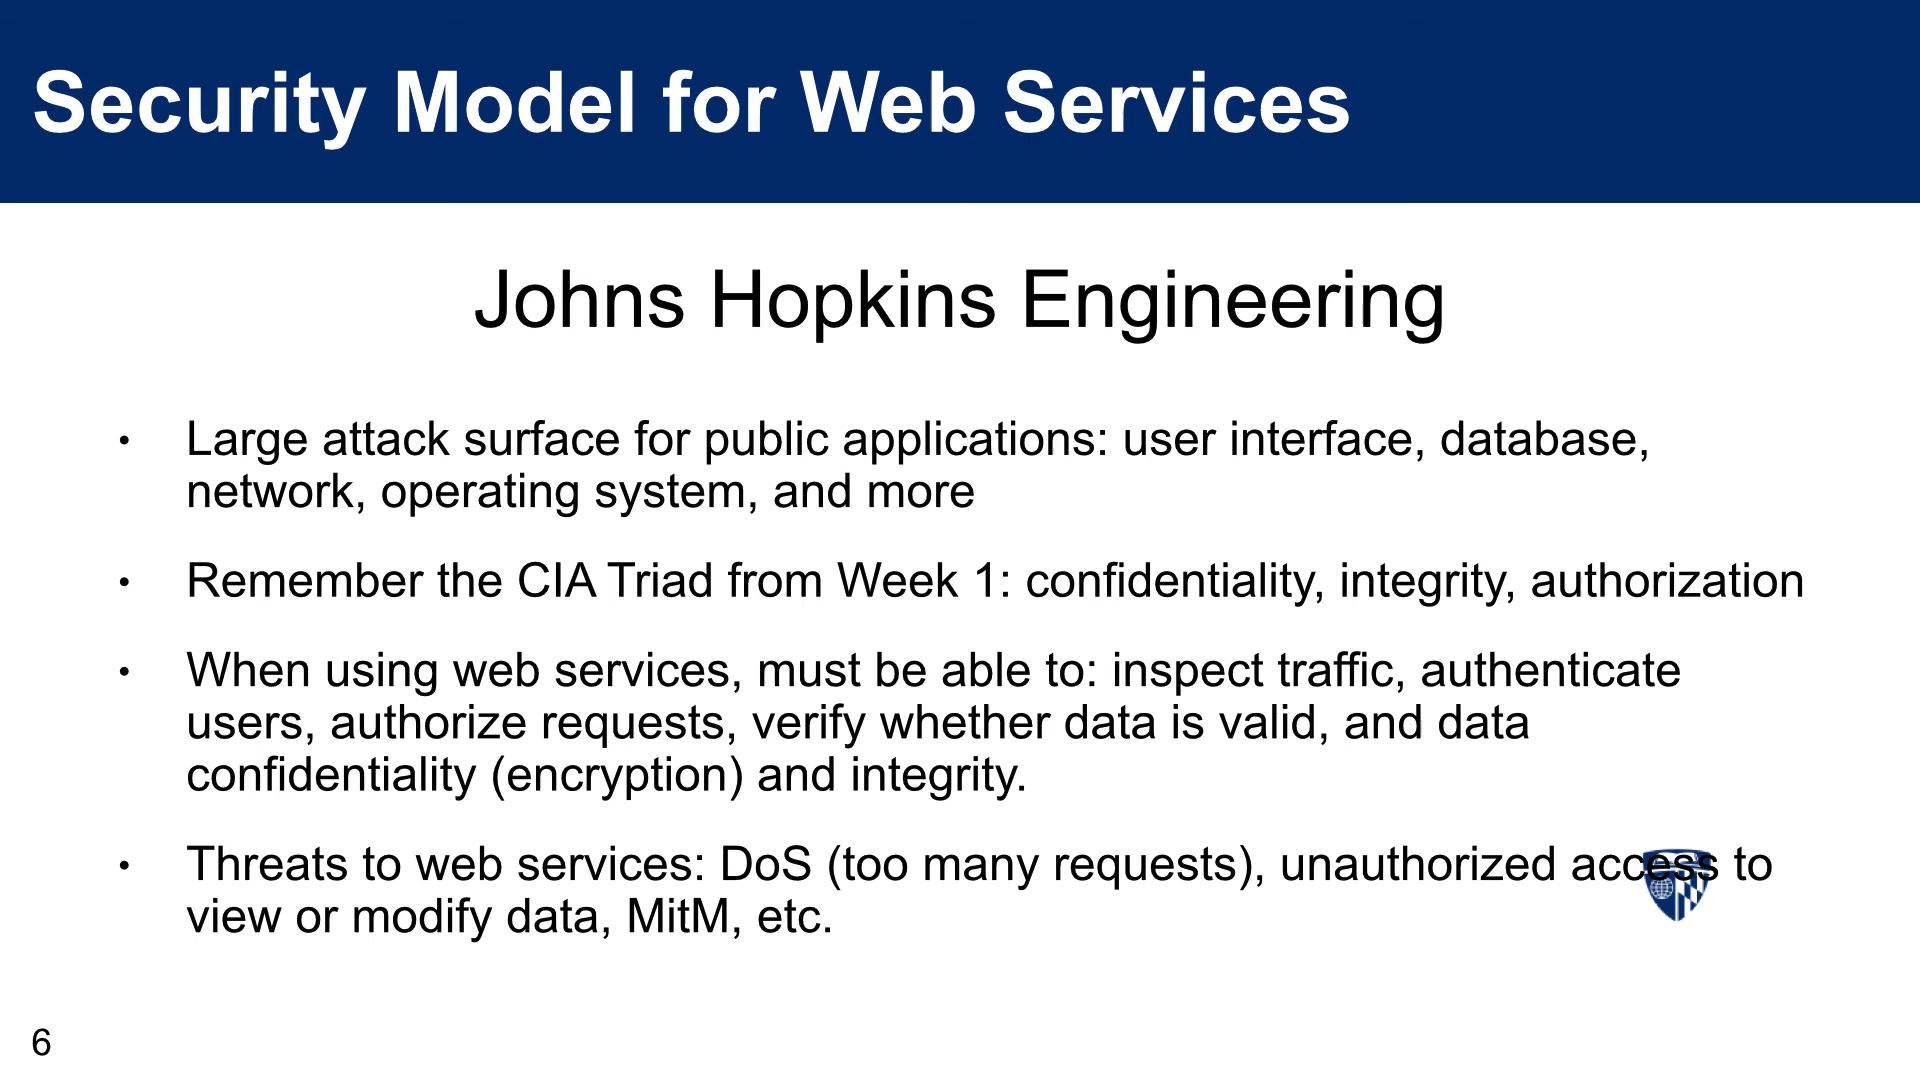 Security Model for Web Services
Johns Hopkins Engineering
• Large attack surface for public applications: user interface, database,
network, operating system, and more
• Remember the CIA Triad from Week 1: confidentiality, integrity, authorization
• When using web services, must be able to: inspect traffic, authenticate
users, authorize requests, verify whether data is valid, and data
confidentiality (encryption) and integrity.
• Threats to web services: DoS (too many requests), unauthorized access to
view or modify data, MitM, etc.
6